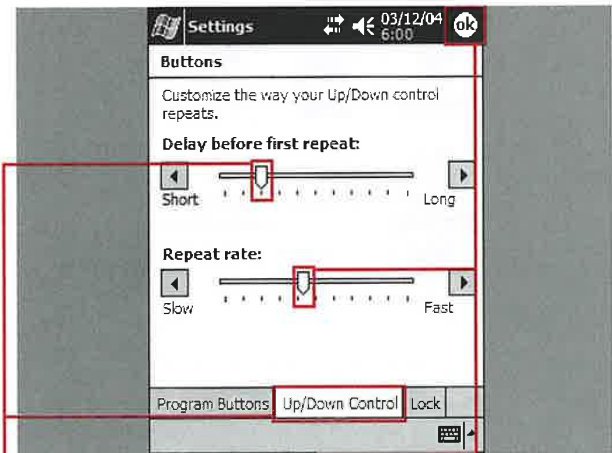 Settings
03/12/04
6:00
ok
Buttons
Customize the way your Up/Down control
repeats.
Delay before first repeat:
Short
Long
Repeat rate:
Slow
Fast
Program Buttons
Up/Down Control
Lock